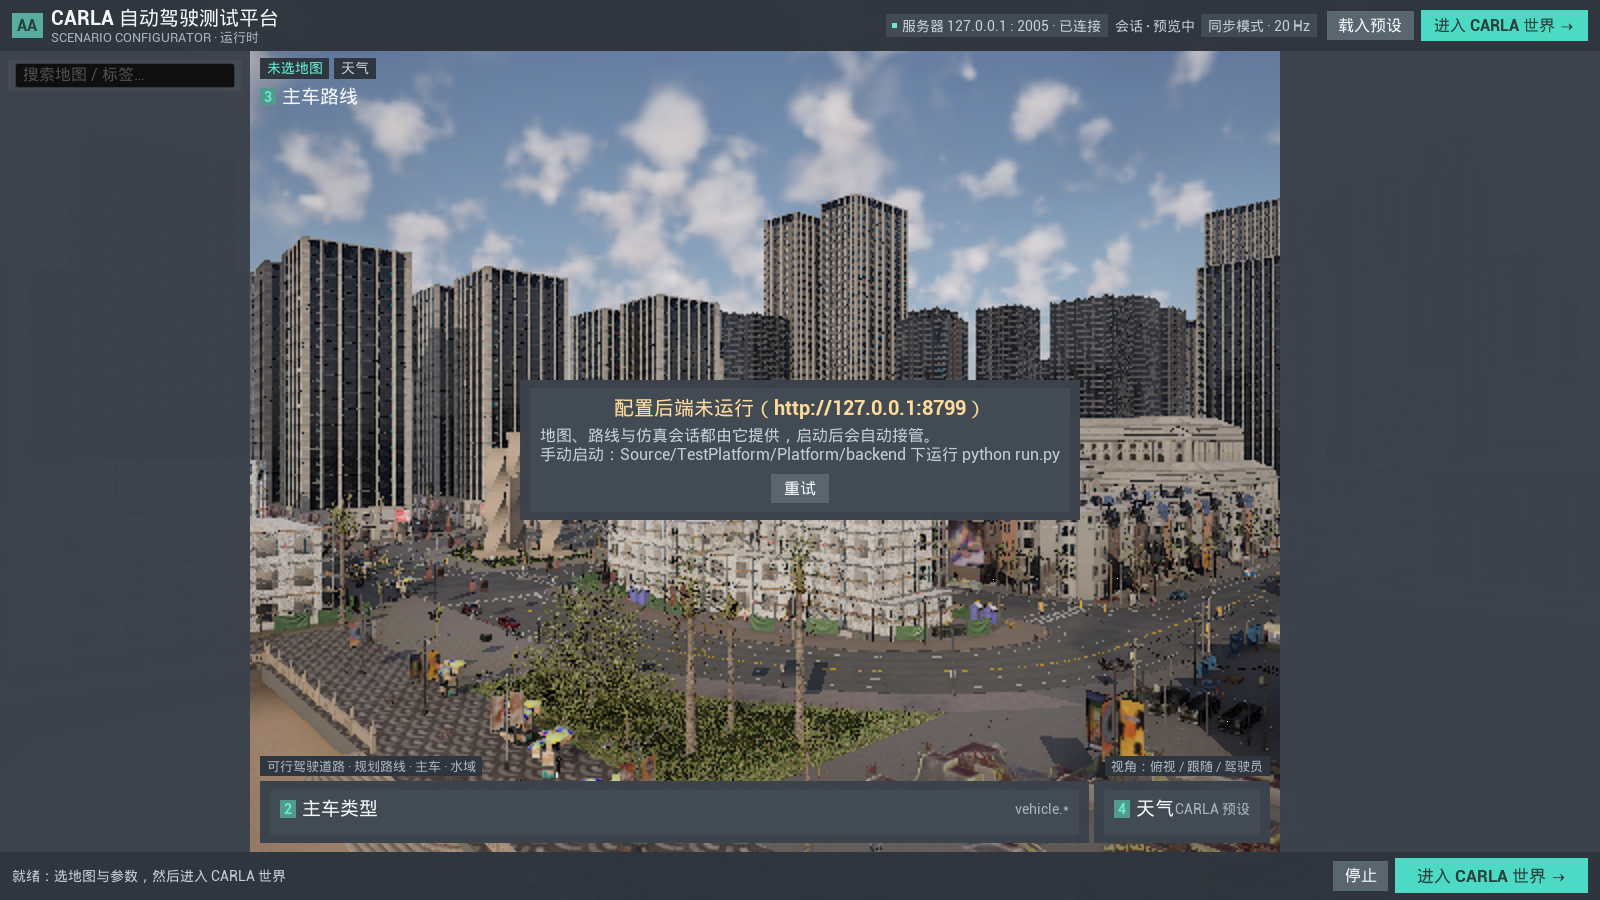 AA
CARLA 自动驾驶测试平台
SCENARIO CONFIGURATOR · 运行时
服务器 127.0.0.1 : 2005 · 已连接
会话 · 预览中
同步模式 · 20 Hz
载入预设
进入 CARLA 世界 →
搜索地图 / 标签...
未选地图
天气
3 主车路线
配置后端未运行（http://127.0.0.1:8799）
地图、路线与仿真会话都由它提供，启动后会自动接管。
手动启动：Source/TestPlatform/Platform/backend 下运行 python run.py
重试
可行驾驶道路 · 规划路线 · 主车 · 水域
视角：俯视 / 跟随 / 驾驶员
2 主车类型
vehicle.*
4 天气 CARLA 预设
就绪：选地图与参数，然后进入 CARLA 世界
停止
进入 CARLA 世界 →